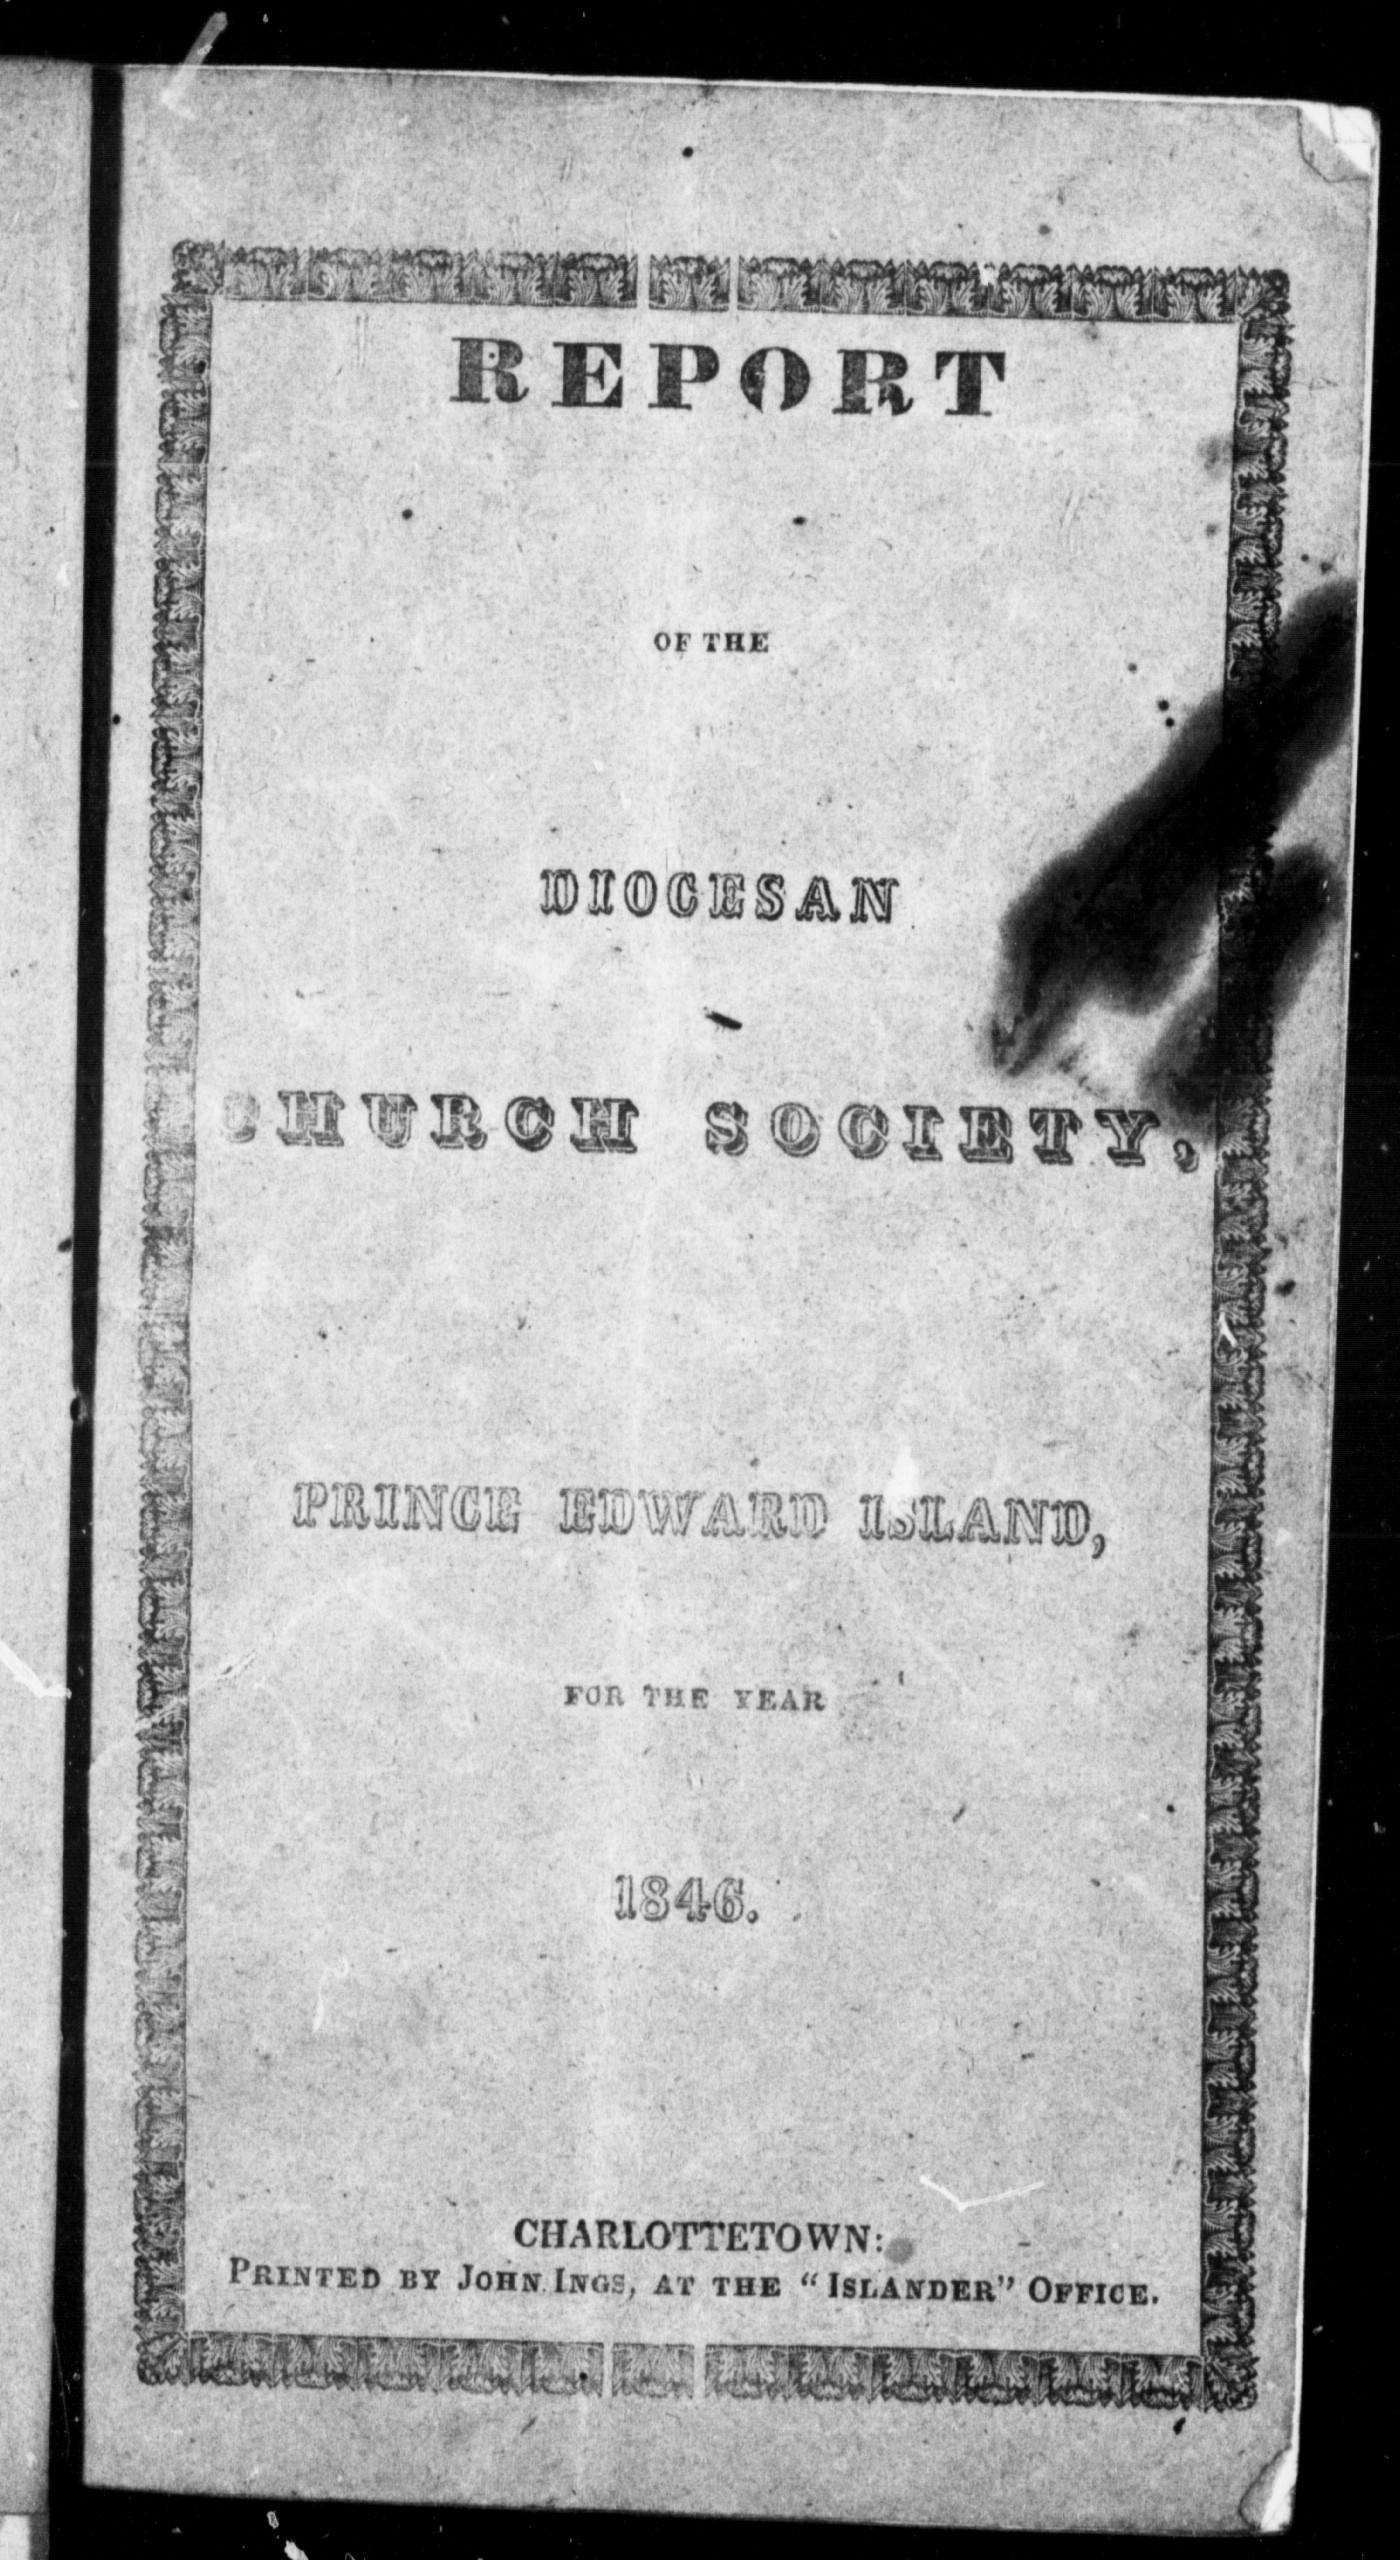 REPORT
OF THE
DIOCESAN
CHURCH SOCIETY,
PRINCE EDWARD ISLAND,
FOR THE YEAR
1846.
CHARLOTTETOWN:
PRINTED BY JOHN INGS, AT THE "ISLANDER" OFFICE.